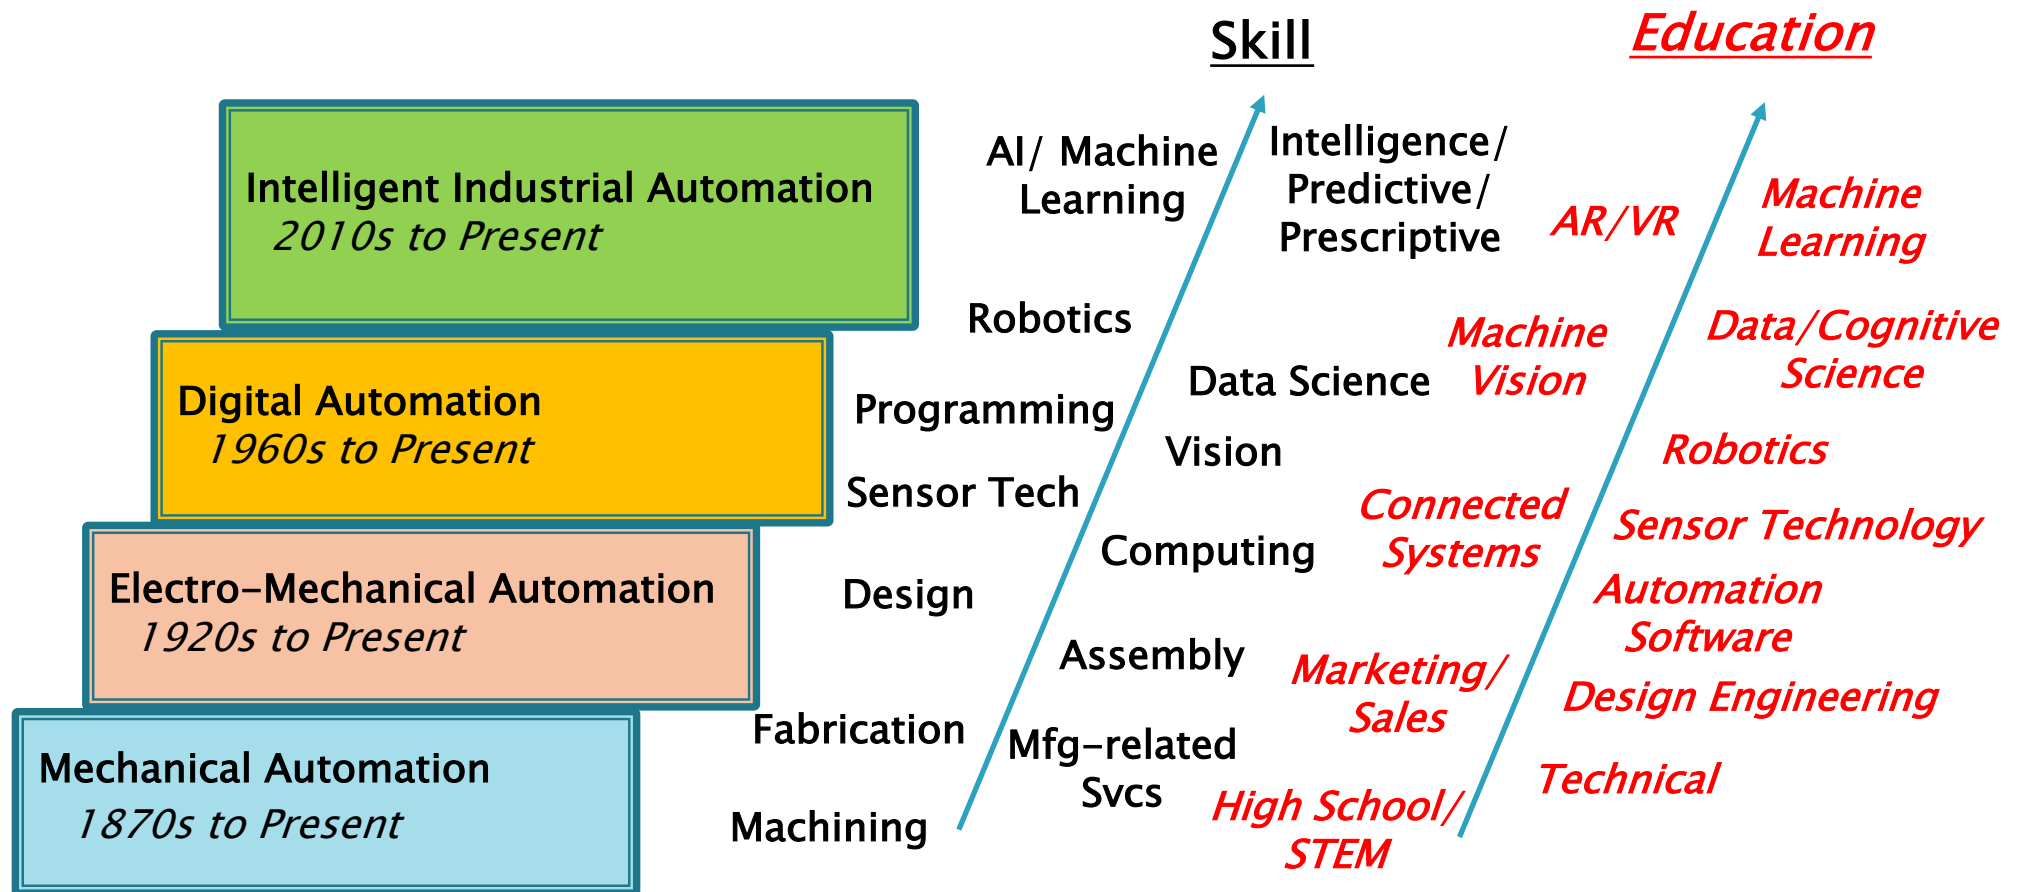 Skill
Education
Intelligent Industrial Automation
2010s to Present
Digital Automation
1960s to Present
Electro-Mechanical Automation
1920s to Present
Mechanical Automation
1870s to Present
AI/ Machine
Learning
Robotics
Programming
Sensor Tech
Design
Fabrication
Machining
Intelligence/
Predictive/
Prescriptive
Data Science
Vision
Computing
Assembly
Mfg-related
Svcs
AR/VR
Machine
Vision
Connected
Systems
Marketing/
Sales
High School/
STEM
Machine
Learning
Data/Cognitive
Science
Robotics
Sensor Technology
Automation
Software
Design Engineering
Technical